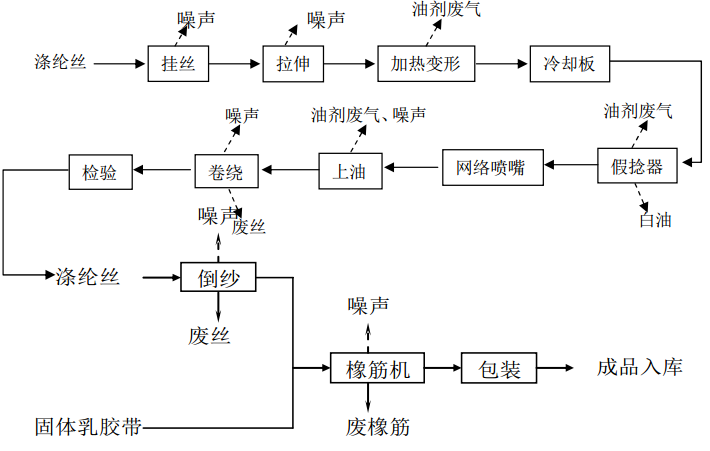 噪声
噪声
油剂废气
涤纶丝
挂丝
拉伸
加热变形
冷却板
噪声
油剂废气、噪声
油剂废气
检验
卷绕
上油
网络喷嘴
假捻器
噪声
废丝
白油
涤纶丝
倒纱
废丝
噪声
橡筋机
包装
成品入库
固体乳胶带
废橡筋